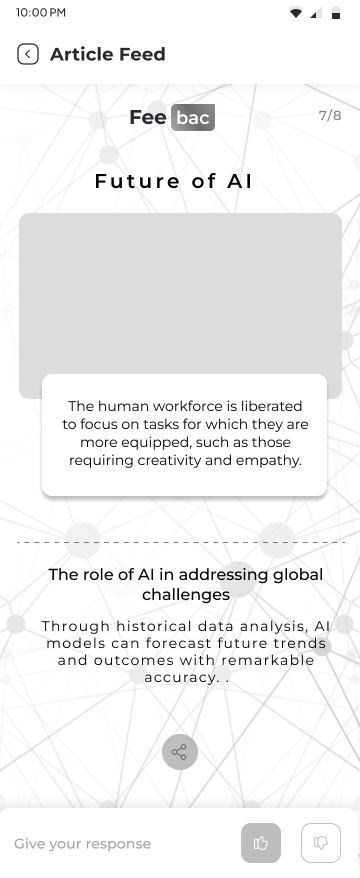 10:00 PM
Article Feed
Fee bac
7/8
Future of AI
The human workforce is liberated
to focus on tasks for which they are
more equipped, such as those
requiring creativity and empathy.
The role of AI in addressing global
challenges
Through historical data analysis, AI
models can forecast future trends
and outcomes with remarkable
accuracy. .
Give your response